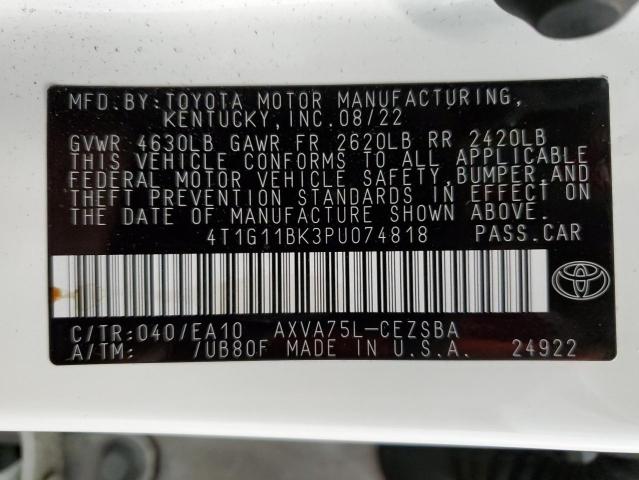 MFD. BY: TOYOTA MOTOR MANUFACTURING,
KENTUCKY, INC. 08/22
GVWR 4630LB GAWR FR 2620LB RR 2420LB
THIS VEHICLE CONFORMS TO ALL APPLICABLE
FEDERAL MOTOR VEHICLE SAFETY, BUMPER, AND
THEFT PREVENTION STANDARDS IN EFFECT ON
THE DATE OF MANUFACTURE SHOWN ABOVE.
4T1G11BK3PU074818 PASS. CAR
C/TR: 040/EA10 AXVA75L-CEZSBA
A/TM: /UB80F MADE IN U.S.A. 24922